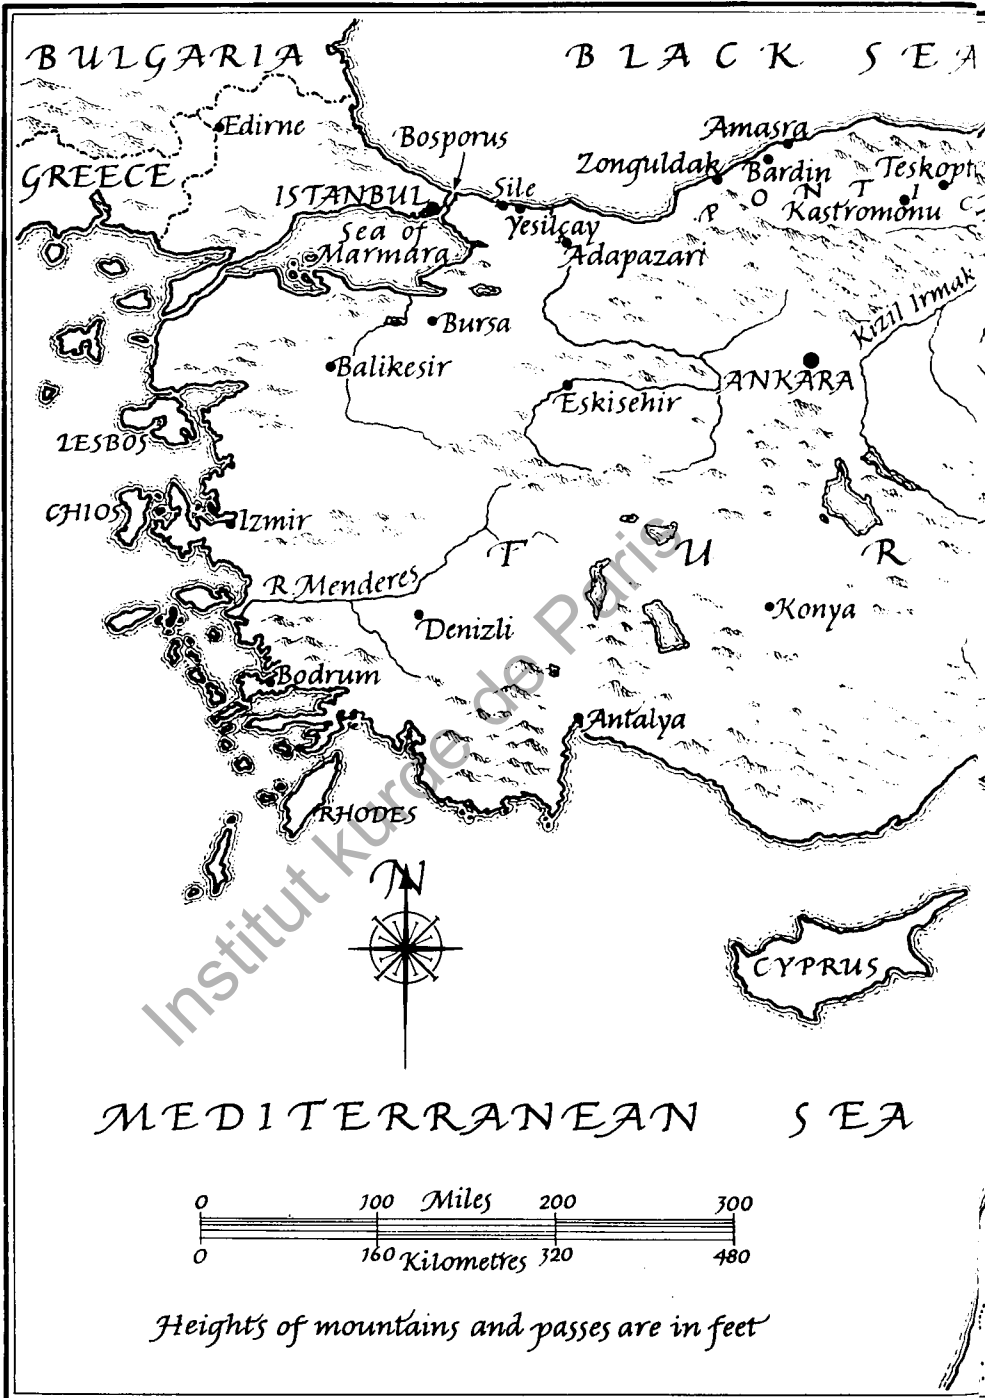 BULGARIA
BLACK SEA
Edirne
Bosporus
Amasra
Zonguldak
Bardin
GREECE
ISTANBUL
Sile
PONTI
Kastromonu
C
Sea of
Marmara
Yesilçay
Adapazari
Kizil Irmak
Bursa
Balikesir
ANKARA
Eskisehir
LESBOS
CHIOS
Izmir
T U R
R. Menderes
Denizli
Konya
Bodrum
Antalya
RHODES
N
CYPRUS
Institut kurde de Paris
MEDITERRANEAN SEA
0 100 Miles 200 300
0 160 Kilometres 320 480
Heights of mountains and passes are in feet